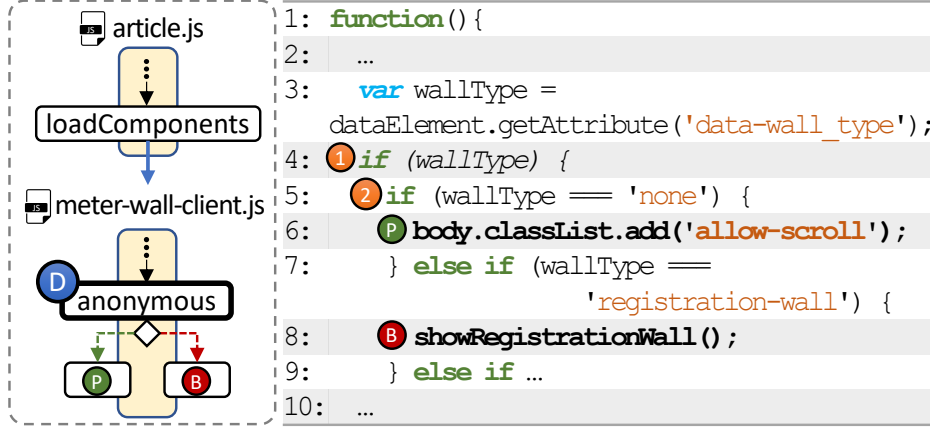 JS article.js
⋮
loadComponents
JS meter-wall-client.js
⋮
D
anonymous
P B
1: function(){
2: …
3: var wallType =
dataElement.getAttribute('data-wall_type');
4: 1 if (wallType) {
5: 2 if (wallType === 'none') {
6: P body.classList.add('allow-scroll');
7: } else if (wallType ===
'registration-wall') {
8: B showRegistrationWall();
9: } else if …
10: …